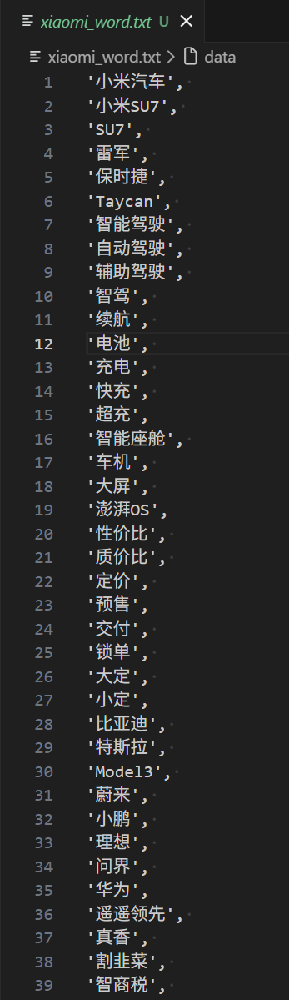 xiaomi_word.txt U
xiaomi_word.txt > data
1 '小米汽车',
2 '小米SU7',
3 'SU7',
4 '雷军',
5 '保时捷',
6 'Taycan',
7 '智能驾驶',
8 '自动驾驶',
9 '辅助驾驶',
10 '智驾',
11 '续航',
12 '电池',
13 '充电',
14 '快充',
15 '超充',
16 '智能座舱',
17 '车机',
18 '大屏',
19 '澎湃OS',
20 '性价比',
21 '质价比',
22 '定价',
23 '预售',
24 '交付',
25 '锁单',
26 '大定',
27 '小定',
28 '比亚迪',
29 '特斯拉',
30 'Model3',
31 '蔚来',
32 '小鹏',
33 '理想',
34 '问界',
35 '华为',
36 '遥遥领先',
37 '真香',
38 '割韭菜',
39 '智商税',